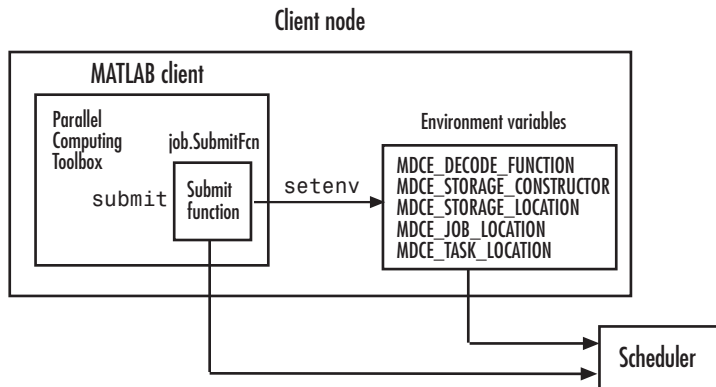 Client node
MATLAB client
Parallel
Computing
Toolbox
job.SubmitFcn
submit
Submit
function
setenv
Environment variables
MDCE_DECODE_FUNCTION
MDCE_STORAGE_CONSTRUCTOR
MDCE_STORAGE_LOCATION
MDCE_JOB_LOCATION
MDCE_TASK_LOCATION
Scheduler